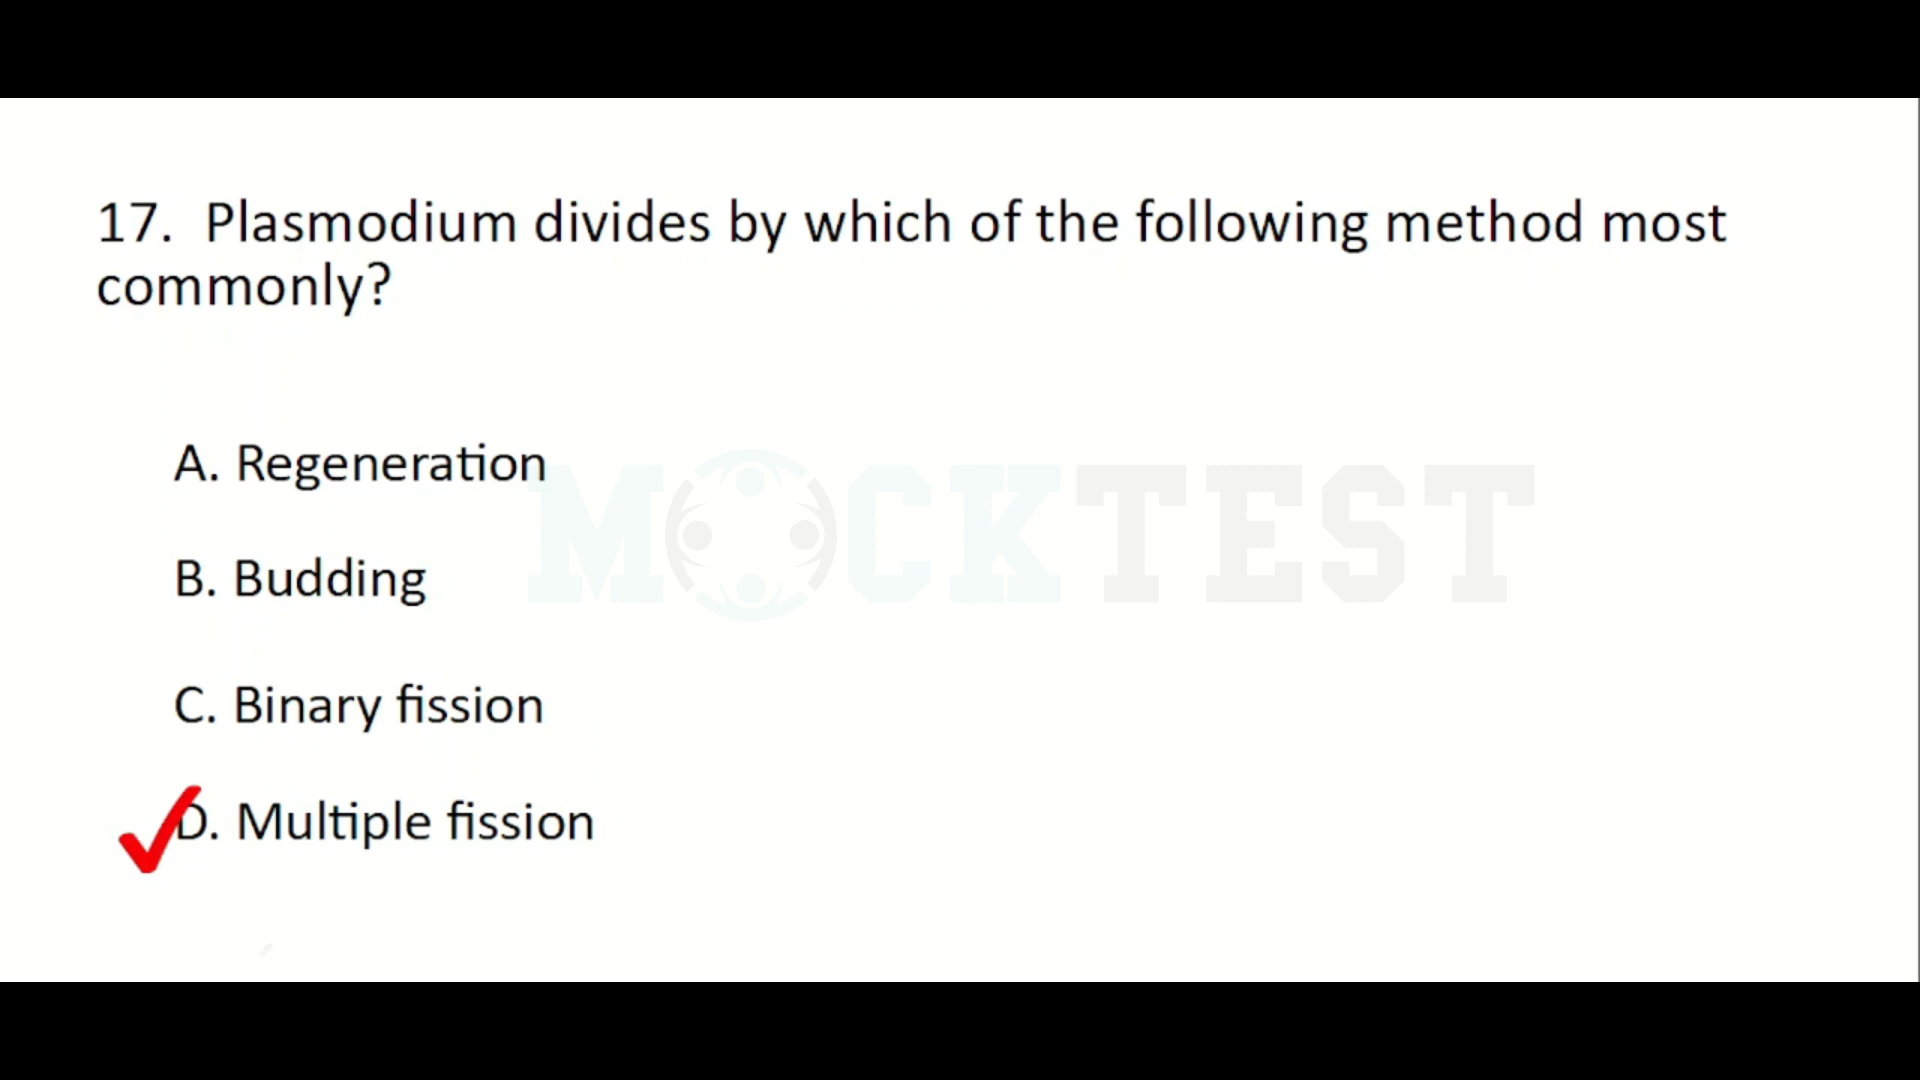 17. Plasmodium divides by which of the following method most
commonly?
A. Regeneration
MOCKTEST
B. Budding
C. Binary fission
D. Multiple fission